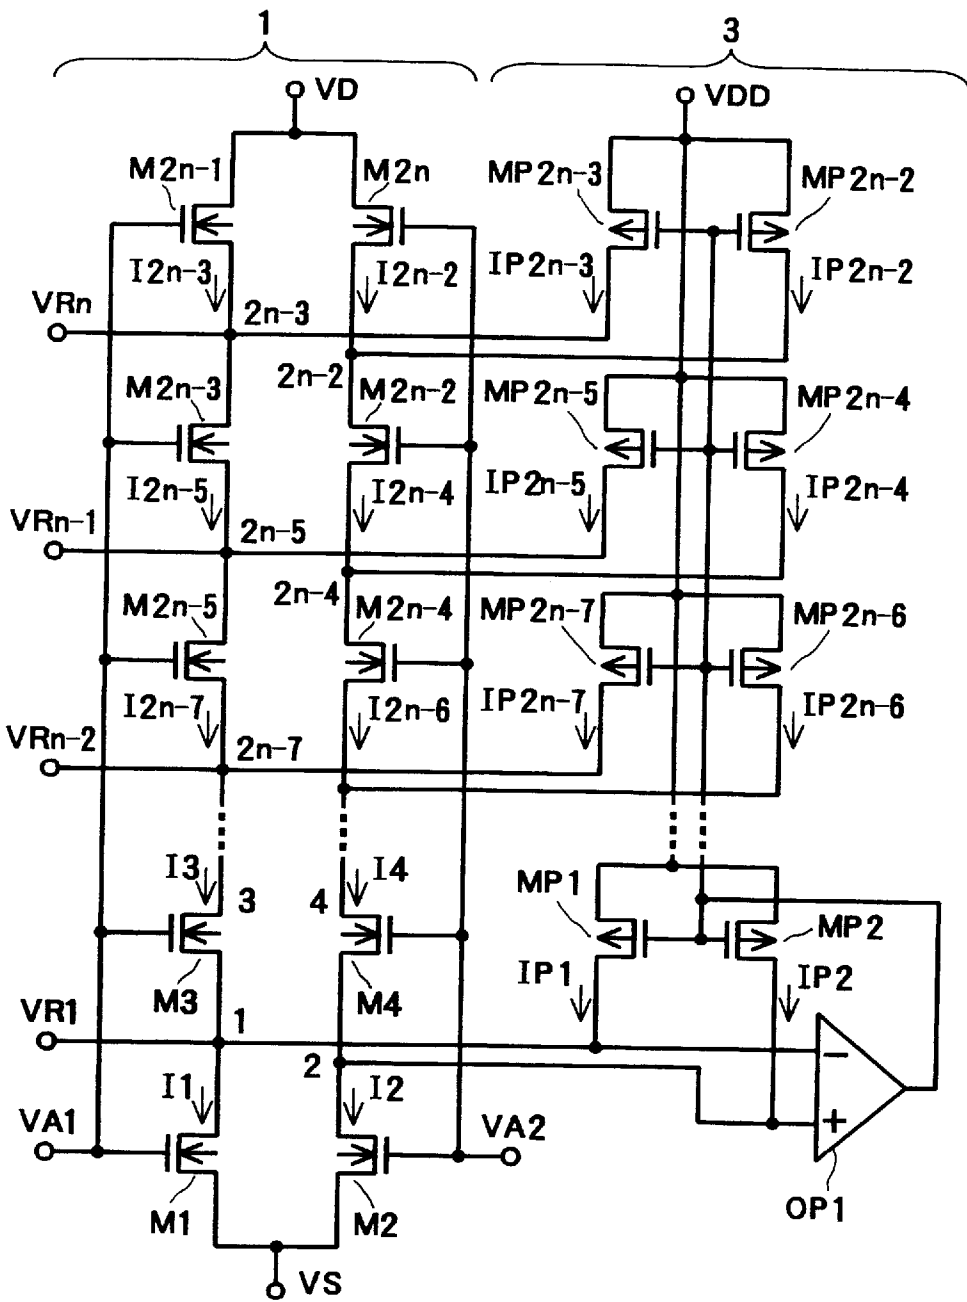 1 3
VD VDD
M2n-1 M2n MP2n-3 MP2n-2
I2n-3 I2n-2 IP2n-3 IP2n-2
VRn 2n-3
2n-2
M2n-3 M2n-2 MP2n-5 MP2n-4
I2n-5 I2n-4 IP2n-5 IP2n-4
VRn-1 2n-5
2n-4
M2n-5 M2n-4 MP2n-7 MP2n-6
I2n-7 I2n-6 IP2n-7 IP2n-6
VRn-2 2n-7
I3 I4 MP1
3 4 MP2
M3 M4 IP1 IP2
VR1 1
2 −
I1 I2
VA1 VA2 +
M1 M2 OP1
VS